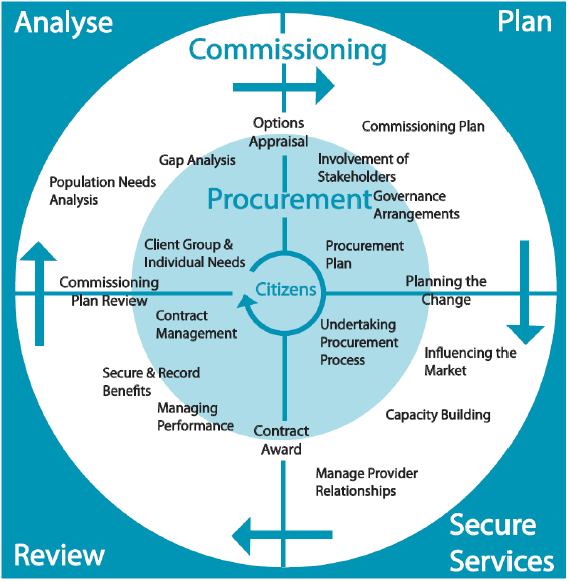 Analyse
Plan
Commissioning
Options
Appraisal
Commissioning Plan
Gap Analysis
Involvement of
Stakeholders
Population Needs
Analysis
Procurement
Governance
Arrangements
Client Group &
Individual Needs
Procurement
Plan
Citizens
Commissioning
Plan Review
Planning the
Change
Contract
Management
Undertaking
Procurement
Process
Influencing the
Market
Secure & Record
Benefits
Managing
Performance
Capacity Building
Contract
Award
Manage Provider
Relationships
Review
Secure
Services